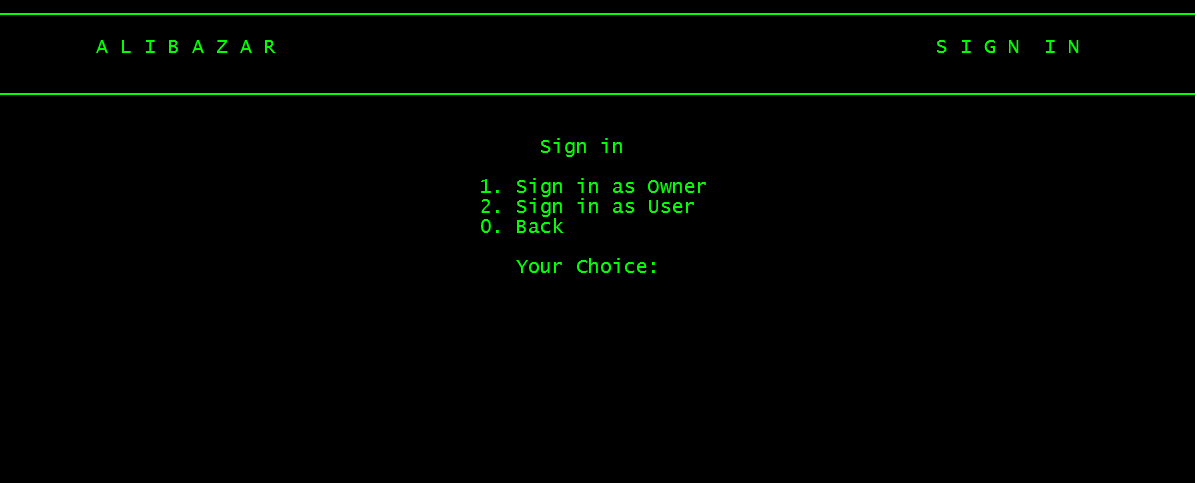 A L I B A Z A R
S I G N  I N
Sign in
1. Sign in as Owner
2. Sign in as User
0. Back
Your Choice: